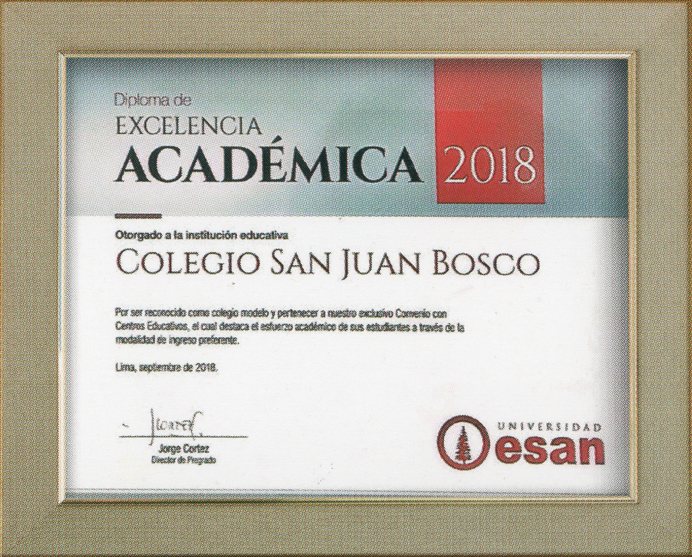 Diploma de
EXCELENCIA
ACADÉMICA 2018
Otorgado a la institución educativa
COLEGIO SAN JUAN BOSCO
Por ser reconocido como colegio modelo y pertenecer a nuestro exclusivo Convenio con
Centros Educativos, el cual destaca el esfuerzo académico de sus estudiantes a través de la
modalidad de ingreso preferente.
Lima, septiembre de 2018.
Jorge Cortez
Director de Pregrado
UNIVERSIDAD
esan